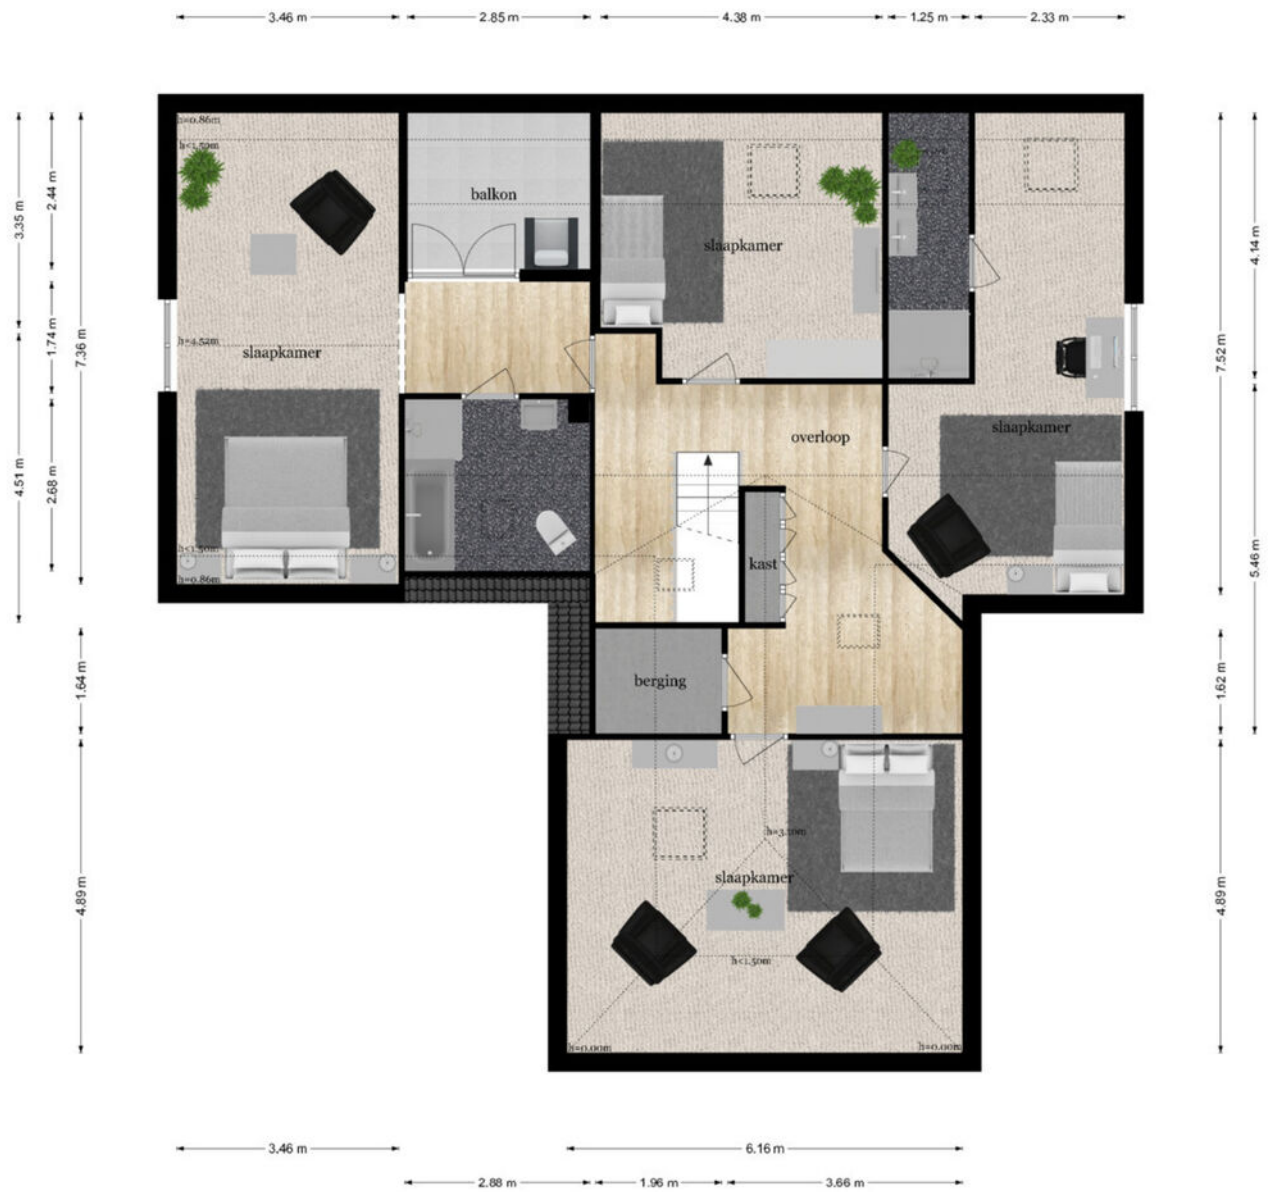 3.46 m
2.85 m
4.38 m
1.25 m
2.33 m
h=0.86m
h<1.50m
balkon
slaapkamer
3.35 m
2.44 m
4.14 m
7.36 m
1.74 m
h=4.52m
slaapkamer
7.52 m
slaapkamer
overloop
4.51 m
2.68 m
h<1.50m
h=0.86m
kast
5.46 m
1.64 m
berging
1.62 m
h=3.10m
slaapkamer
4.89 m
4.89 m
h<1.50m
h=0.00m
h=0.00m
3.46 m
6.16 m
2.88 m
1.96 m
3.66 m